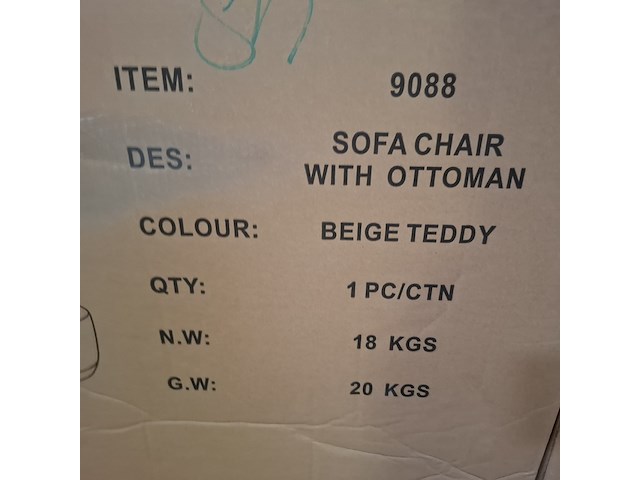 ITEM: 9088
DES: SOFA CHAIR
WITH OTTOMAN
COLOUR: BEIGE TEDDY
QTY: 1 PC/CTN
N.W: 18 KGS
G.W: 20 KGS